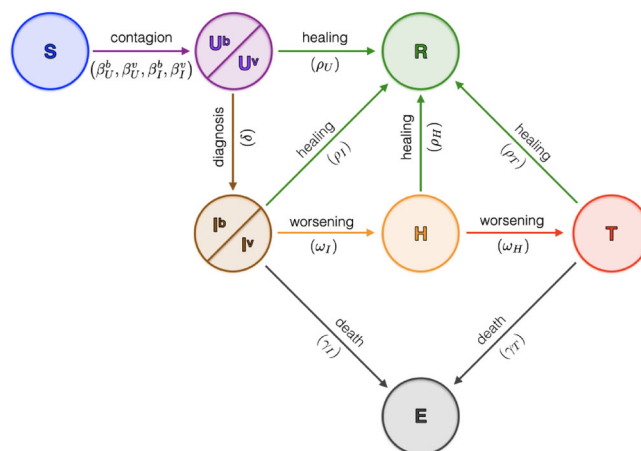 S
contagion
(β_U^b, β_U^v, β_I^b, β_I^v)
U^b
U^v
healing
(ρ_U)
R
diagnosis
(δ)
healing
(ρ_I)
healing
(ρ_H)
healing
(ρ_T)
I^b
I^v
worsening
(ω_I)
H
worsening
(ω_H)
T
death
(γ_I)
death
(γ_T)
E